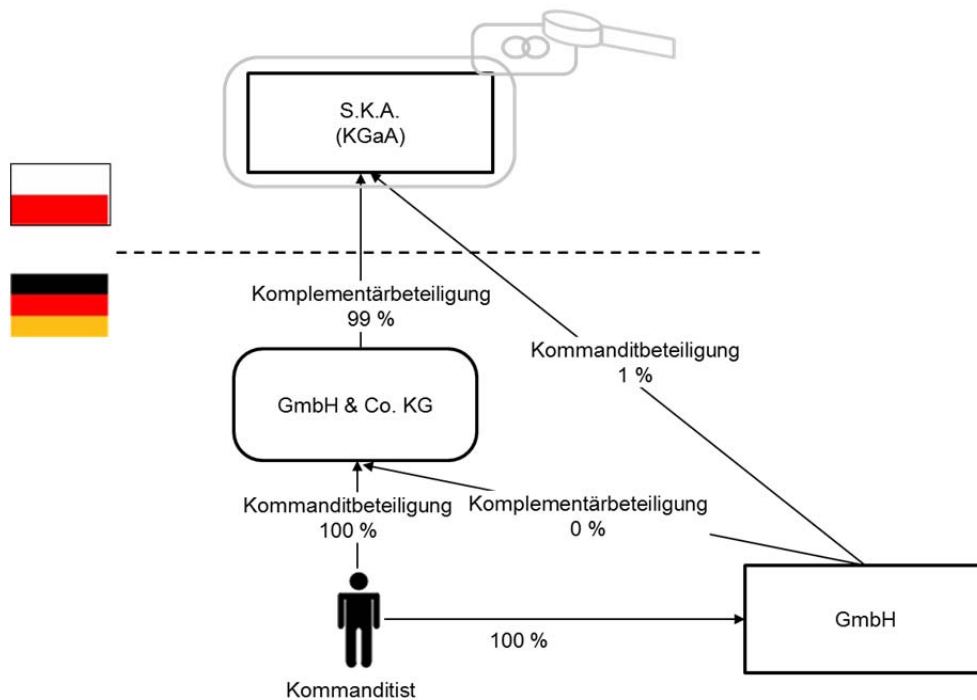 S.K.A.
(KGaA)
Komplementärbeteiligung
99 %
Kommanditbeteiligung
1 %
GmbH & Co. KG
Kommanditbeteiligung
100 %
Komplementärbeteiligung
0 %
GmbH
100 %
Kommanditist